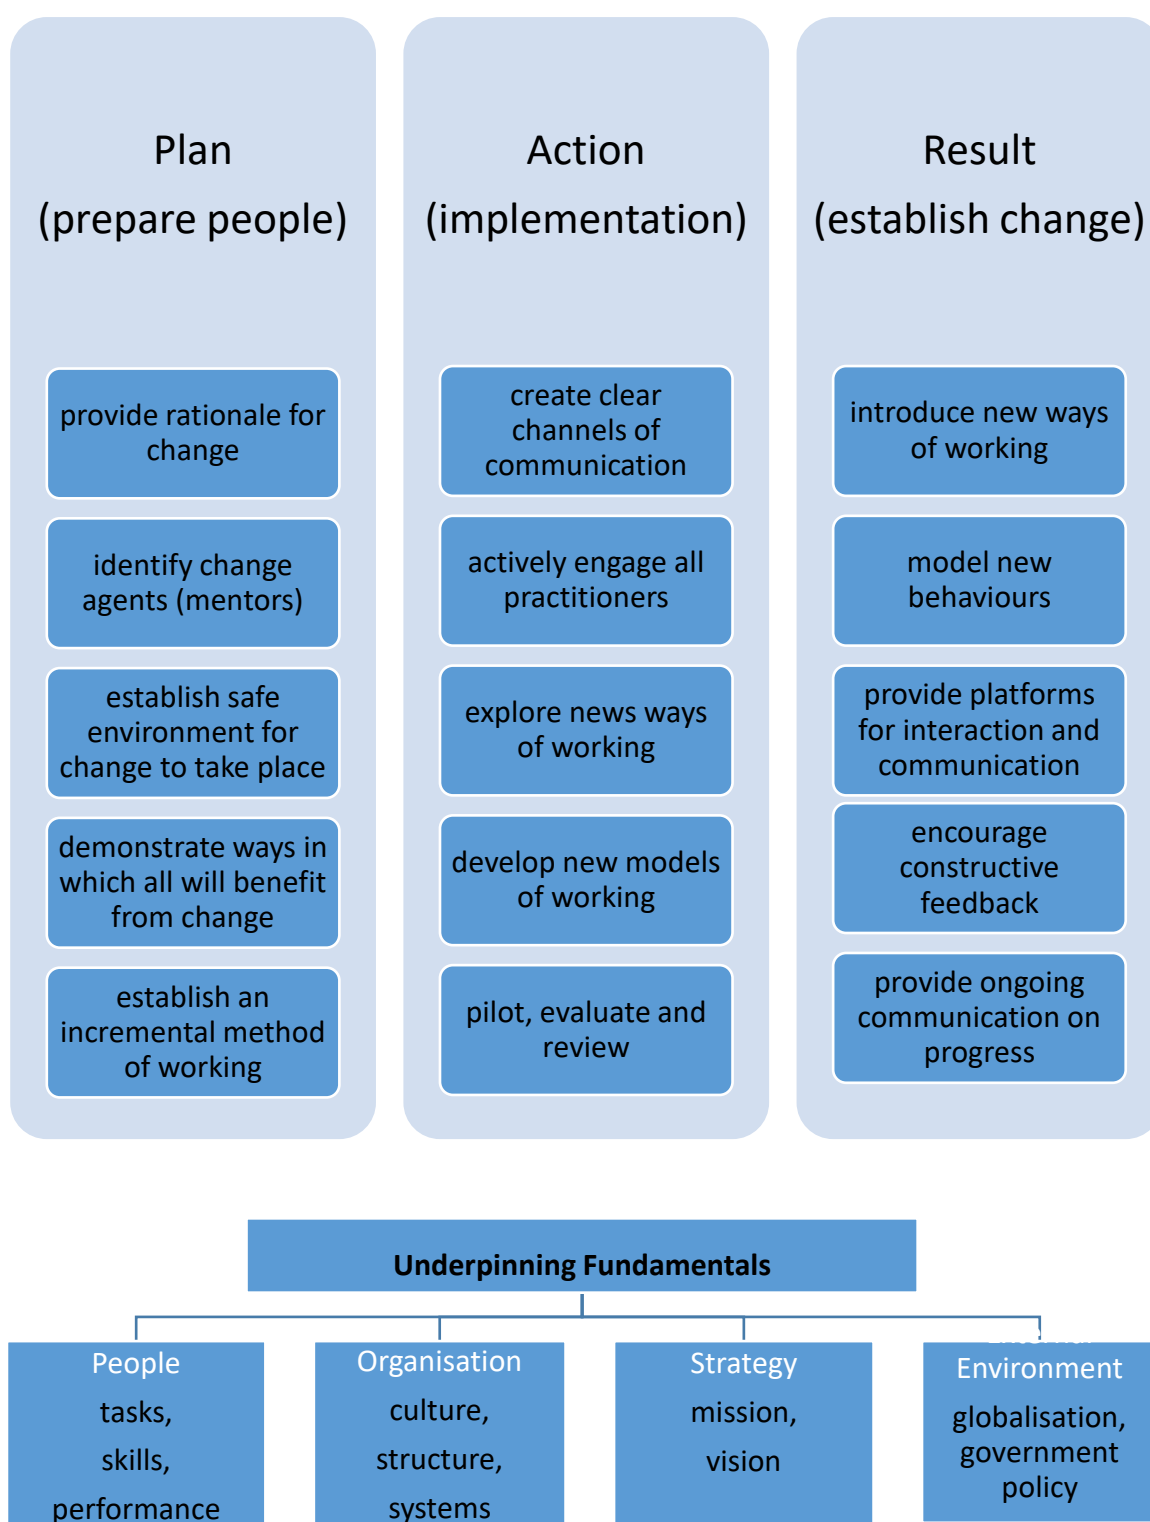 Plan
(prepare people)
provide rationale for
change
identify change
agents (mentors)
establish safe
environment for
change to take place
demonstrate ways in
which all will benefit
from change
establish an
incremental method
of working
Action
(implementation)
create clear
channels of
communication
actively engage all
practitioners
explore news ways
of working
develop new models
of working
pilot, evaluate and
review
Result
(establish change)
introduce new ways
of working
model new
behaviours
provide platforms
for interaction and
communication
encourage
constructive
feedback
provide ongoing
communication on
progress
Underpinning Fundamentals
People
tasks,
skills,
performance
Organisation
culture,
structure,
systems
Strategy
mission,
vision
Environment
globalisation,
government
policy